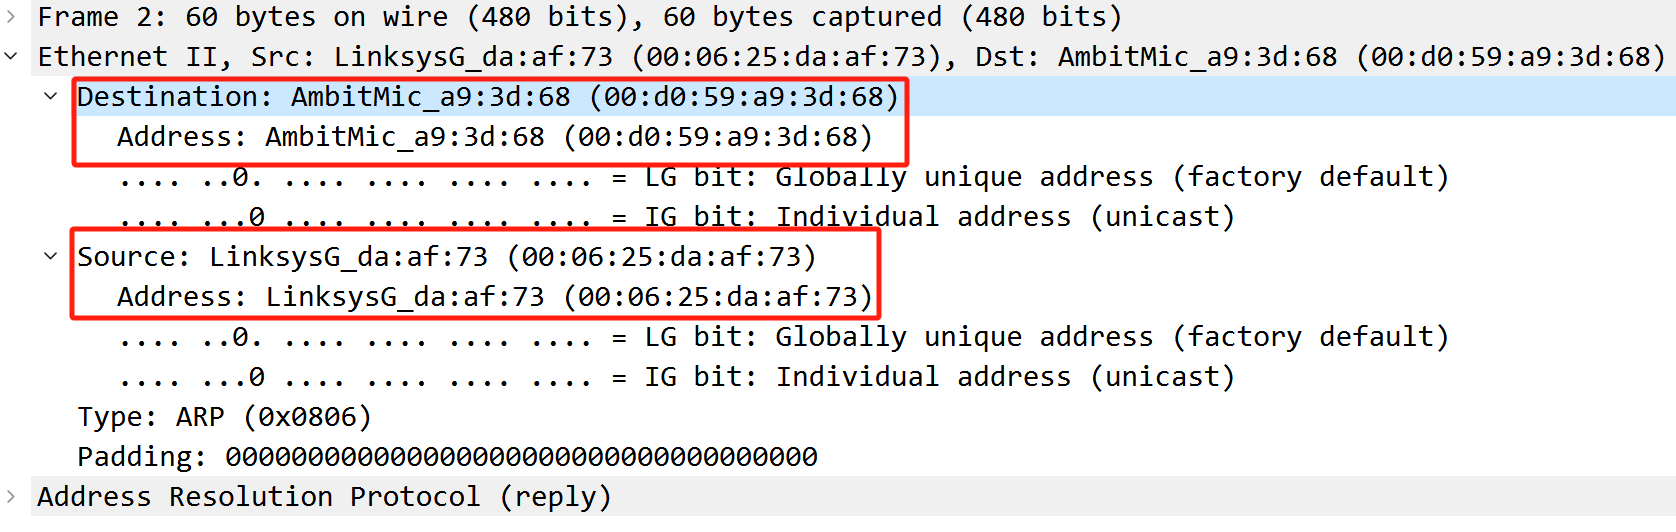 Frame 2: 60 bytes on wire (480 bits), 60 bytes captured (480 bits)
Ethernet II, Src: LinksysG_da:af:73 (00:06:25:da:af:73), Dst: AmbitMic_a9:3d:68 (00:d0:59:a9:3d:68)
Destination: AmbitMic_a9:3d:68 (00:d0:59:a9:3d:68)
Address: AmbitMic_a9:3d:68 (00:d0:59:a9:3d:68)
.... ..0. .... .... .... .... = LG bit: Globally unique address (factory default)
.... ...0 .... .... .... .... = IG bit: Individual address (unicast)
Source: LinksysG_da:af:73 (00:06:25:da:af:73)
Address: LinksysG_da:af:73 (00:06:25:da:af:73)
.... ..0. .... .... .... .... = LG bit: Globally unique address (factory default)
.... ...0 .... .... .... .... = IG bit: Individual address (unicast)
Type: ARP (0x0806)
Padding: 000000000000000000000000000000000000
Address Resolution Protocol (reply)